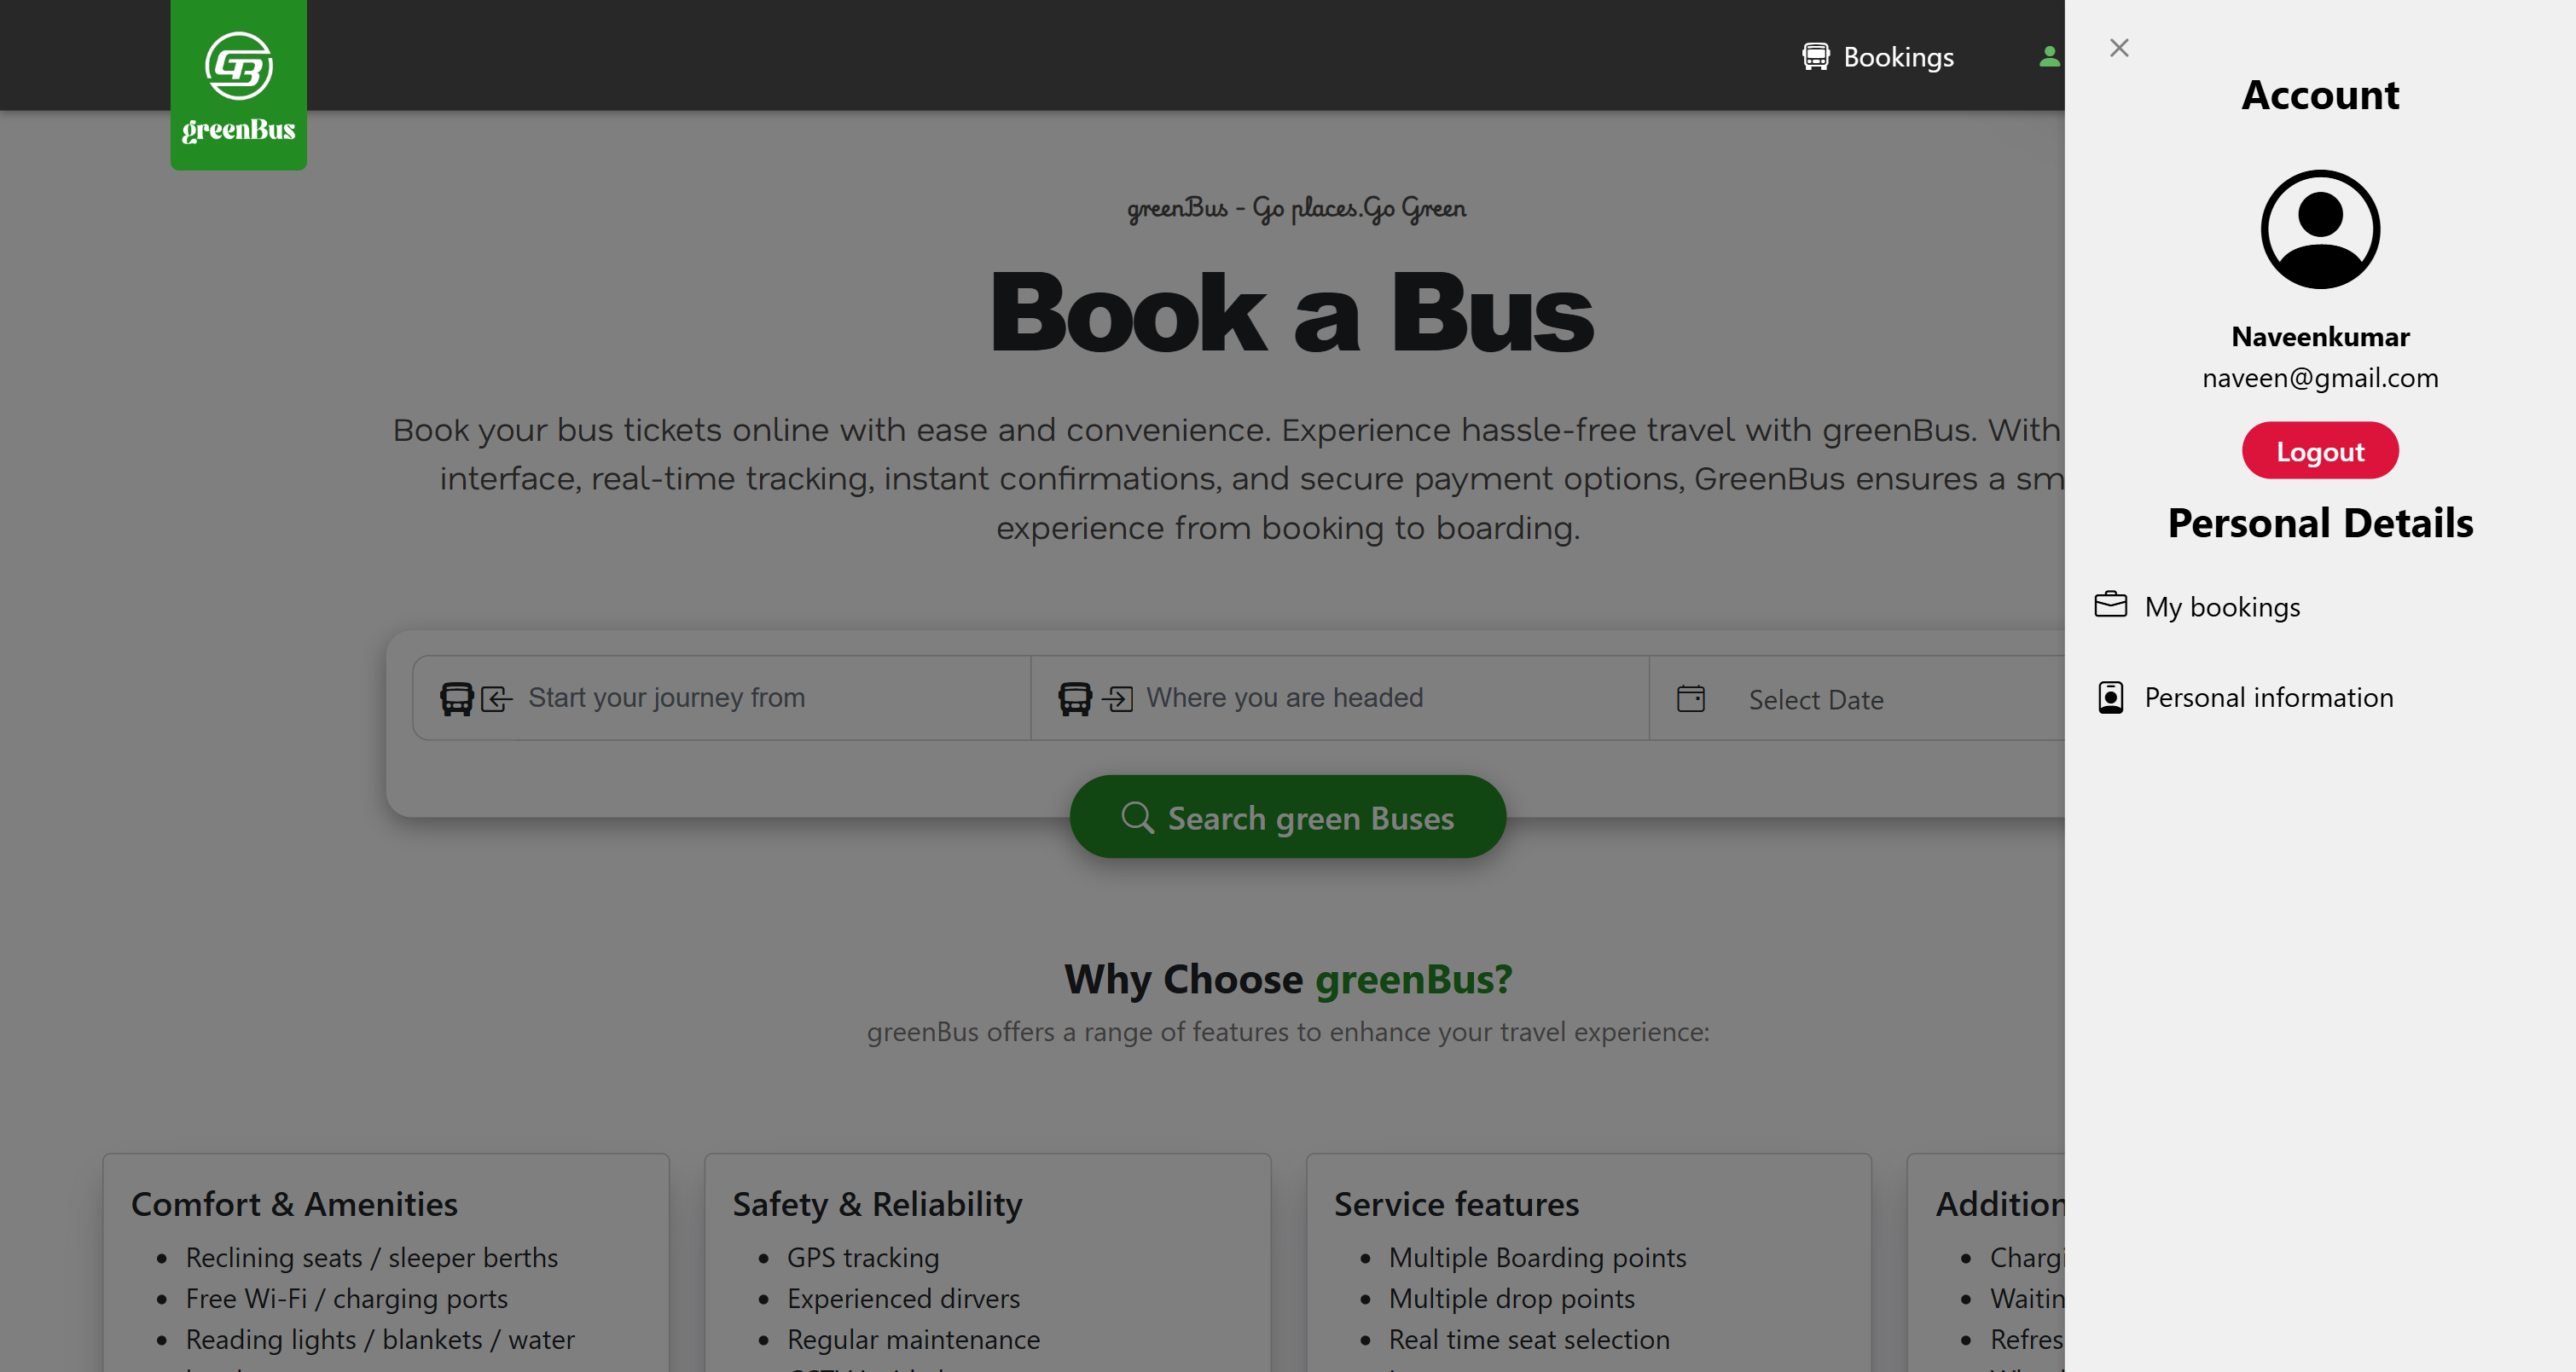 greenBus
Bookings
greenBus - Go places.Go Green
Book a Bus
Book your bus tickets online with ease and convenience. Experience hassle-free travel with greenBus. With
interface, real-time tracking, instant confirmations, and secure payment options, GreenBus ensures a sm
experience from booking to boarding.
Start your journey from
Where you are headed
Select Date
Search green Buses
Why Choose greenBus?
greenBus offers a range of features to enhance your travel experience:
Comfort & Amenities
Reclining seats / sleeper berths
Free Wi-Fi / charging ports
Reading lights / blankets / water
Safety & Reliability
GPS tracking
Experienced dirvers
Regular maintenance
Service features
Multiple Boarding points
Multiple drop points
Real time seat selection
Addition
Chargi
Waitin
Refres
Account
Naveenkumar
naveen@gmail.com
Logout
Personal Details
My bookings
Personal information